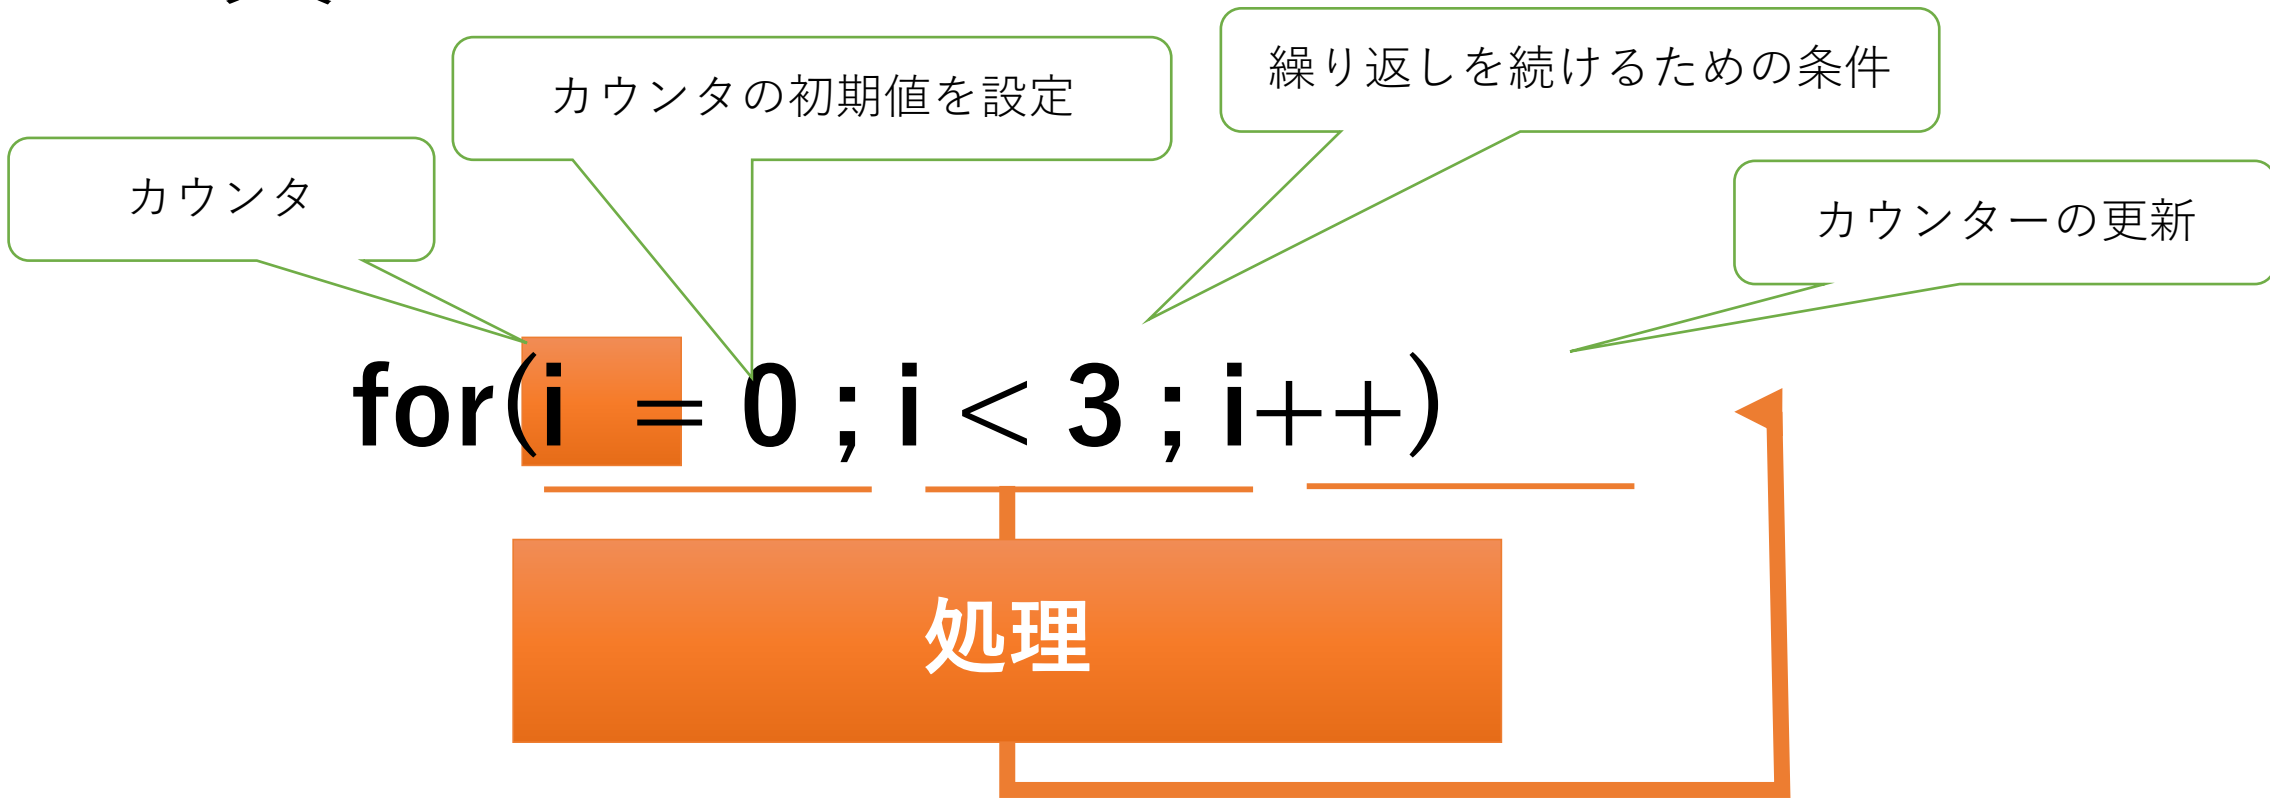 繰り返しを続けるための条件
カウンタの初期値を設定
カウンタ
カウンターの更新
for(i = 0 ; i < 3 ; i++)
処理